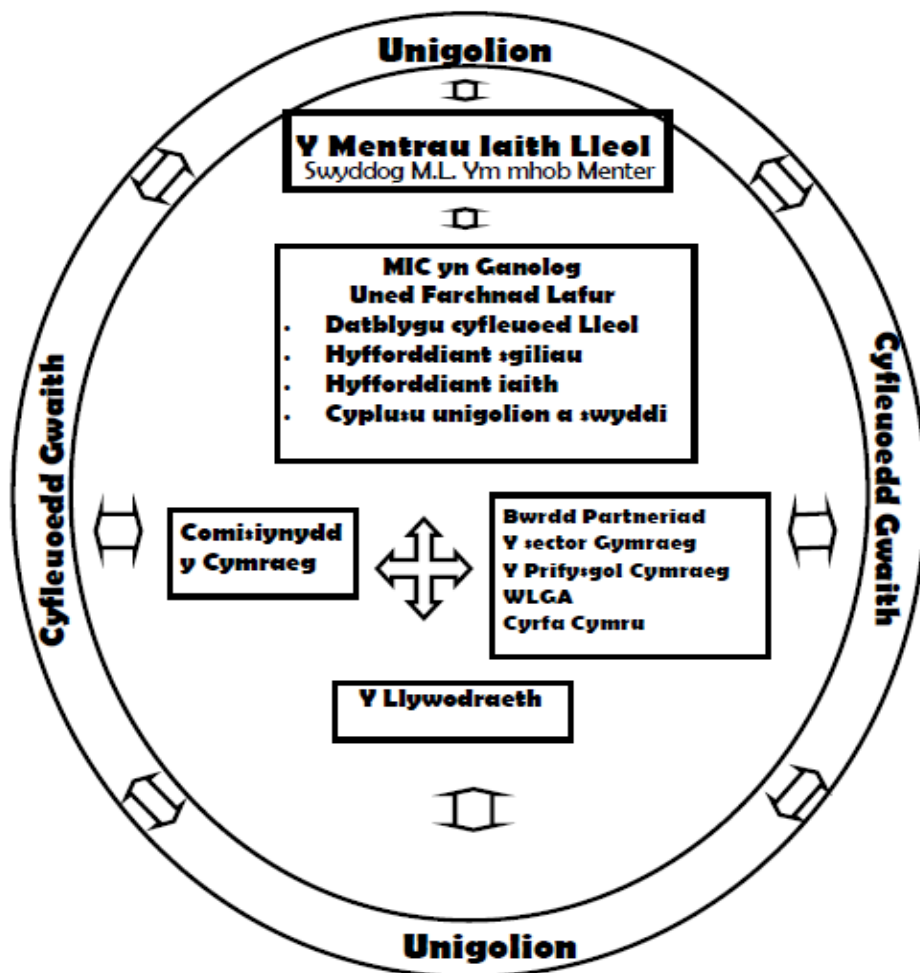 Unigolion
Y Mentrau Iaith Lleol
Swyddog M.L. Ym mhob Menter
MIC yn Ganolog
Uned Farchnad Lafur
• Datblygu cyfleuoed Lleol
• Hyfforddiant sgiliau
• Hyfforddiant iaith
• Cyplusu unigolion a swyddi
Cyfleuoedd Gwaith
Cyfleuoedd Gwaith
Comisiynydd
y Cymraeg
Bwrdd Partneriad
Y sector Gymraeg
Y Prifysgol Cymraeg
WLGA
Cyrfa Cymru
Y Llywodraeth
Unigolion